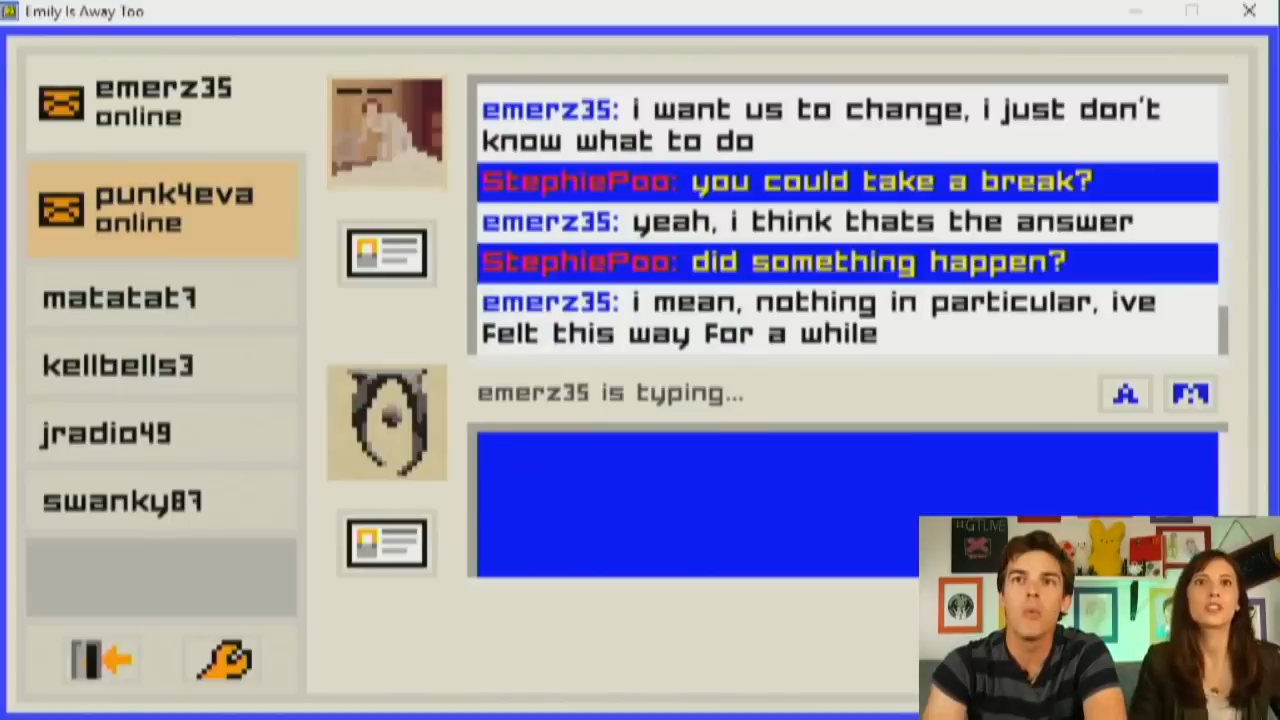 Emily Is Away Too
emerz35
online
punk4eva
online
matatat7
kellbells3
jradio49
swanky87
emerz35: i want us to change, i just don't
know what to do
StephiePoo: you could take a break?
emerz35: yeah, i think thats the answer
StephiePoo: did something happen?
emerz35: i mean, nothing in particular, ive
felt this way for a while
emerz35 is typing...
A
#GTLIVE